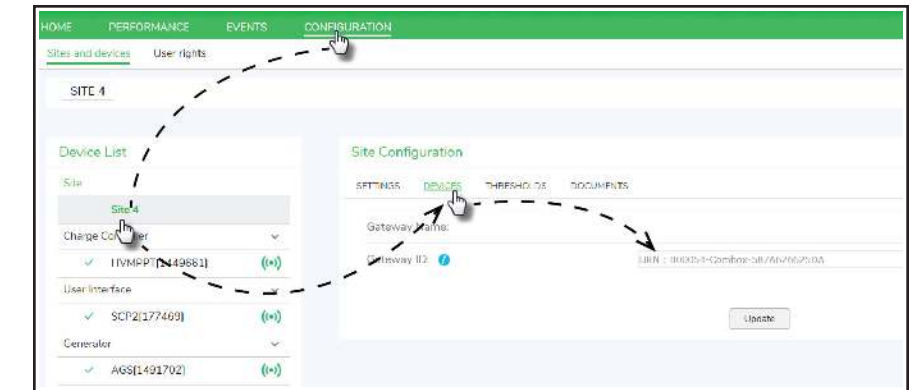 HOME PERFORMANCE EVENTS CONFIGURATION
Sites and devices User rights
SITE 4
Device List
Site
Site 4
Charge Controller
HVMPPT[1449661]
User Interface
SCP2[177469]
Generator
AGS[1491702]
Site Configuration
SETTINGS DEVICES THRESHOLDS DOCUMENTS
Gateway Name:
Gateway ID:
Update